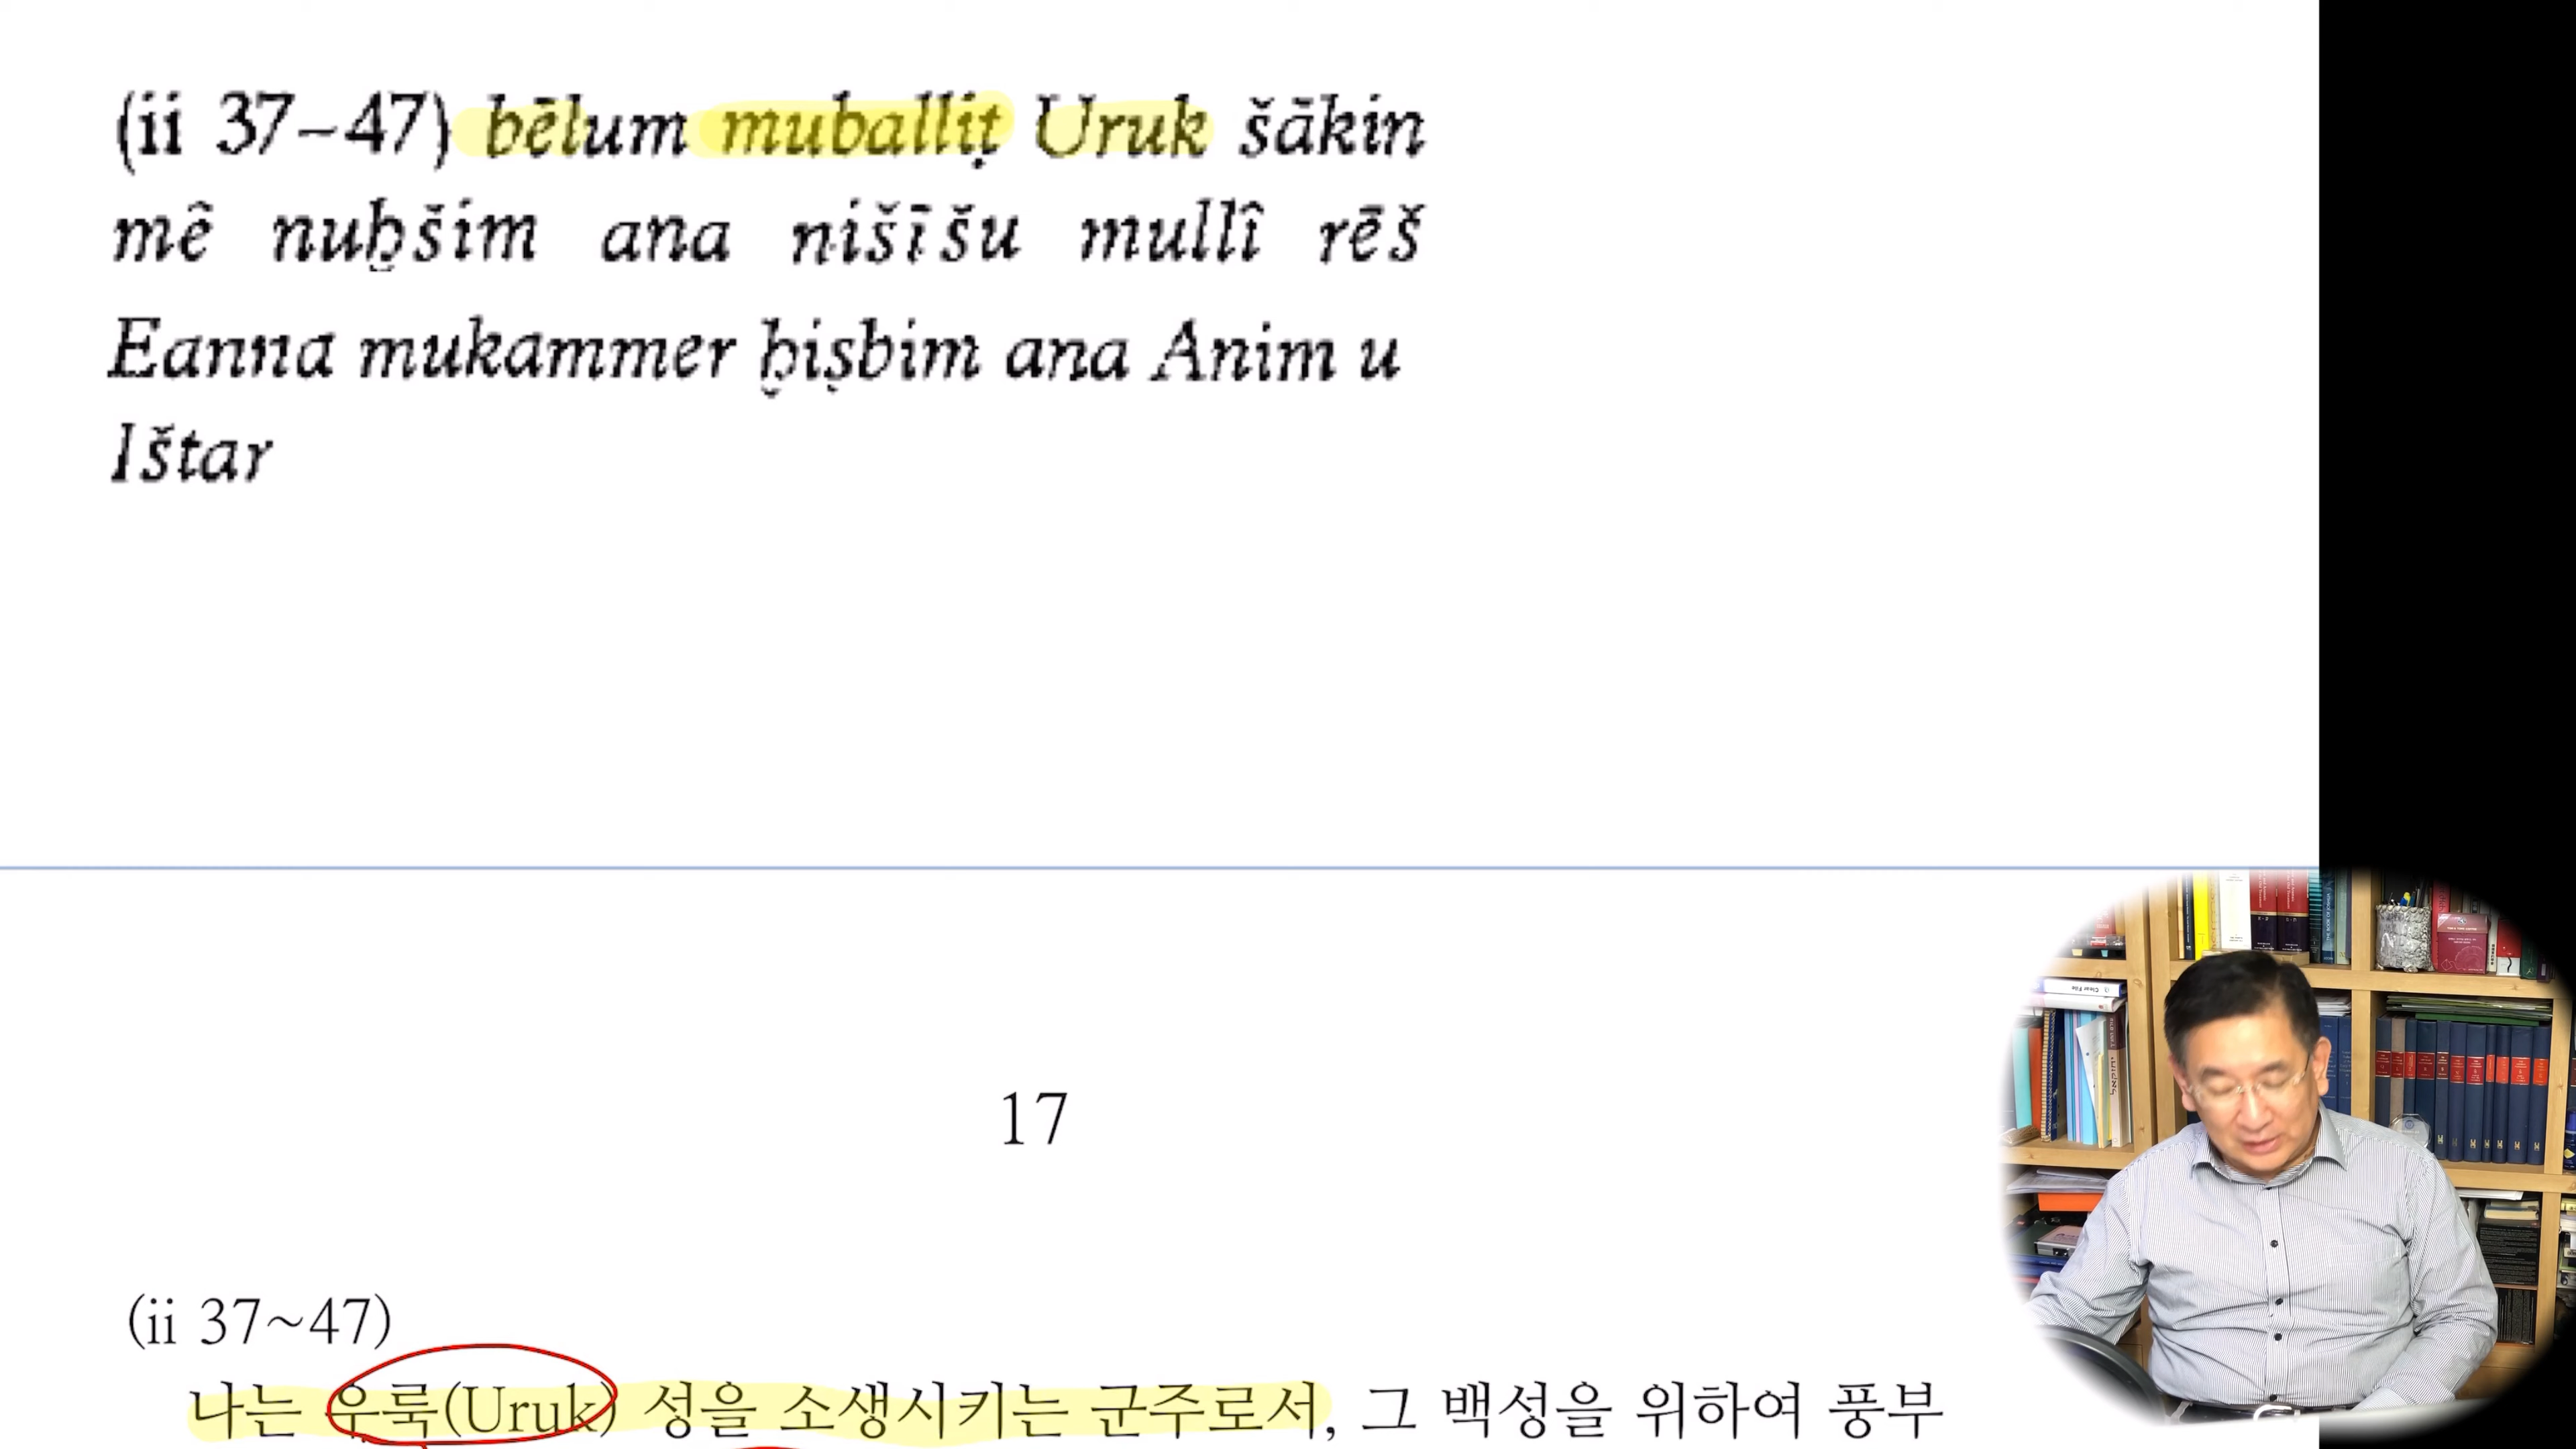 (ii 37–47) bēlum muballiṭ Uruk šākin
mê nuḫšim ana nišīšu mullî rēš
Eanna mukammer ḫiṣbim ana Anim u
Ištar
17
(ii 37~47)
나는 우룩(Uruk) 성을 소생시키는 군주로서, 그 백성을 위하여 풍부
Clear File